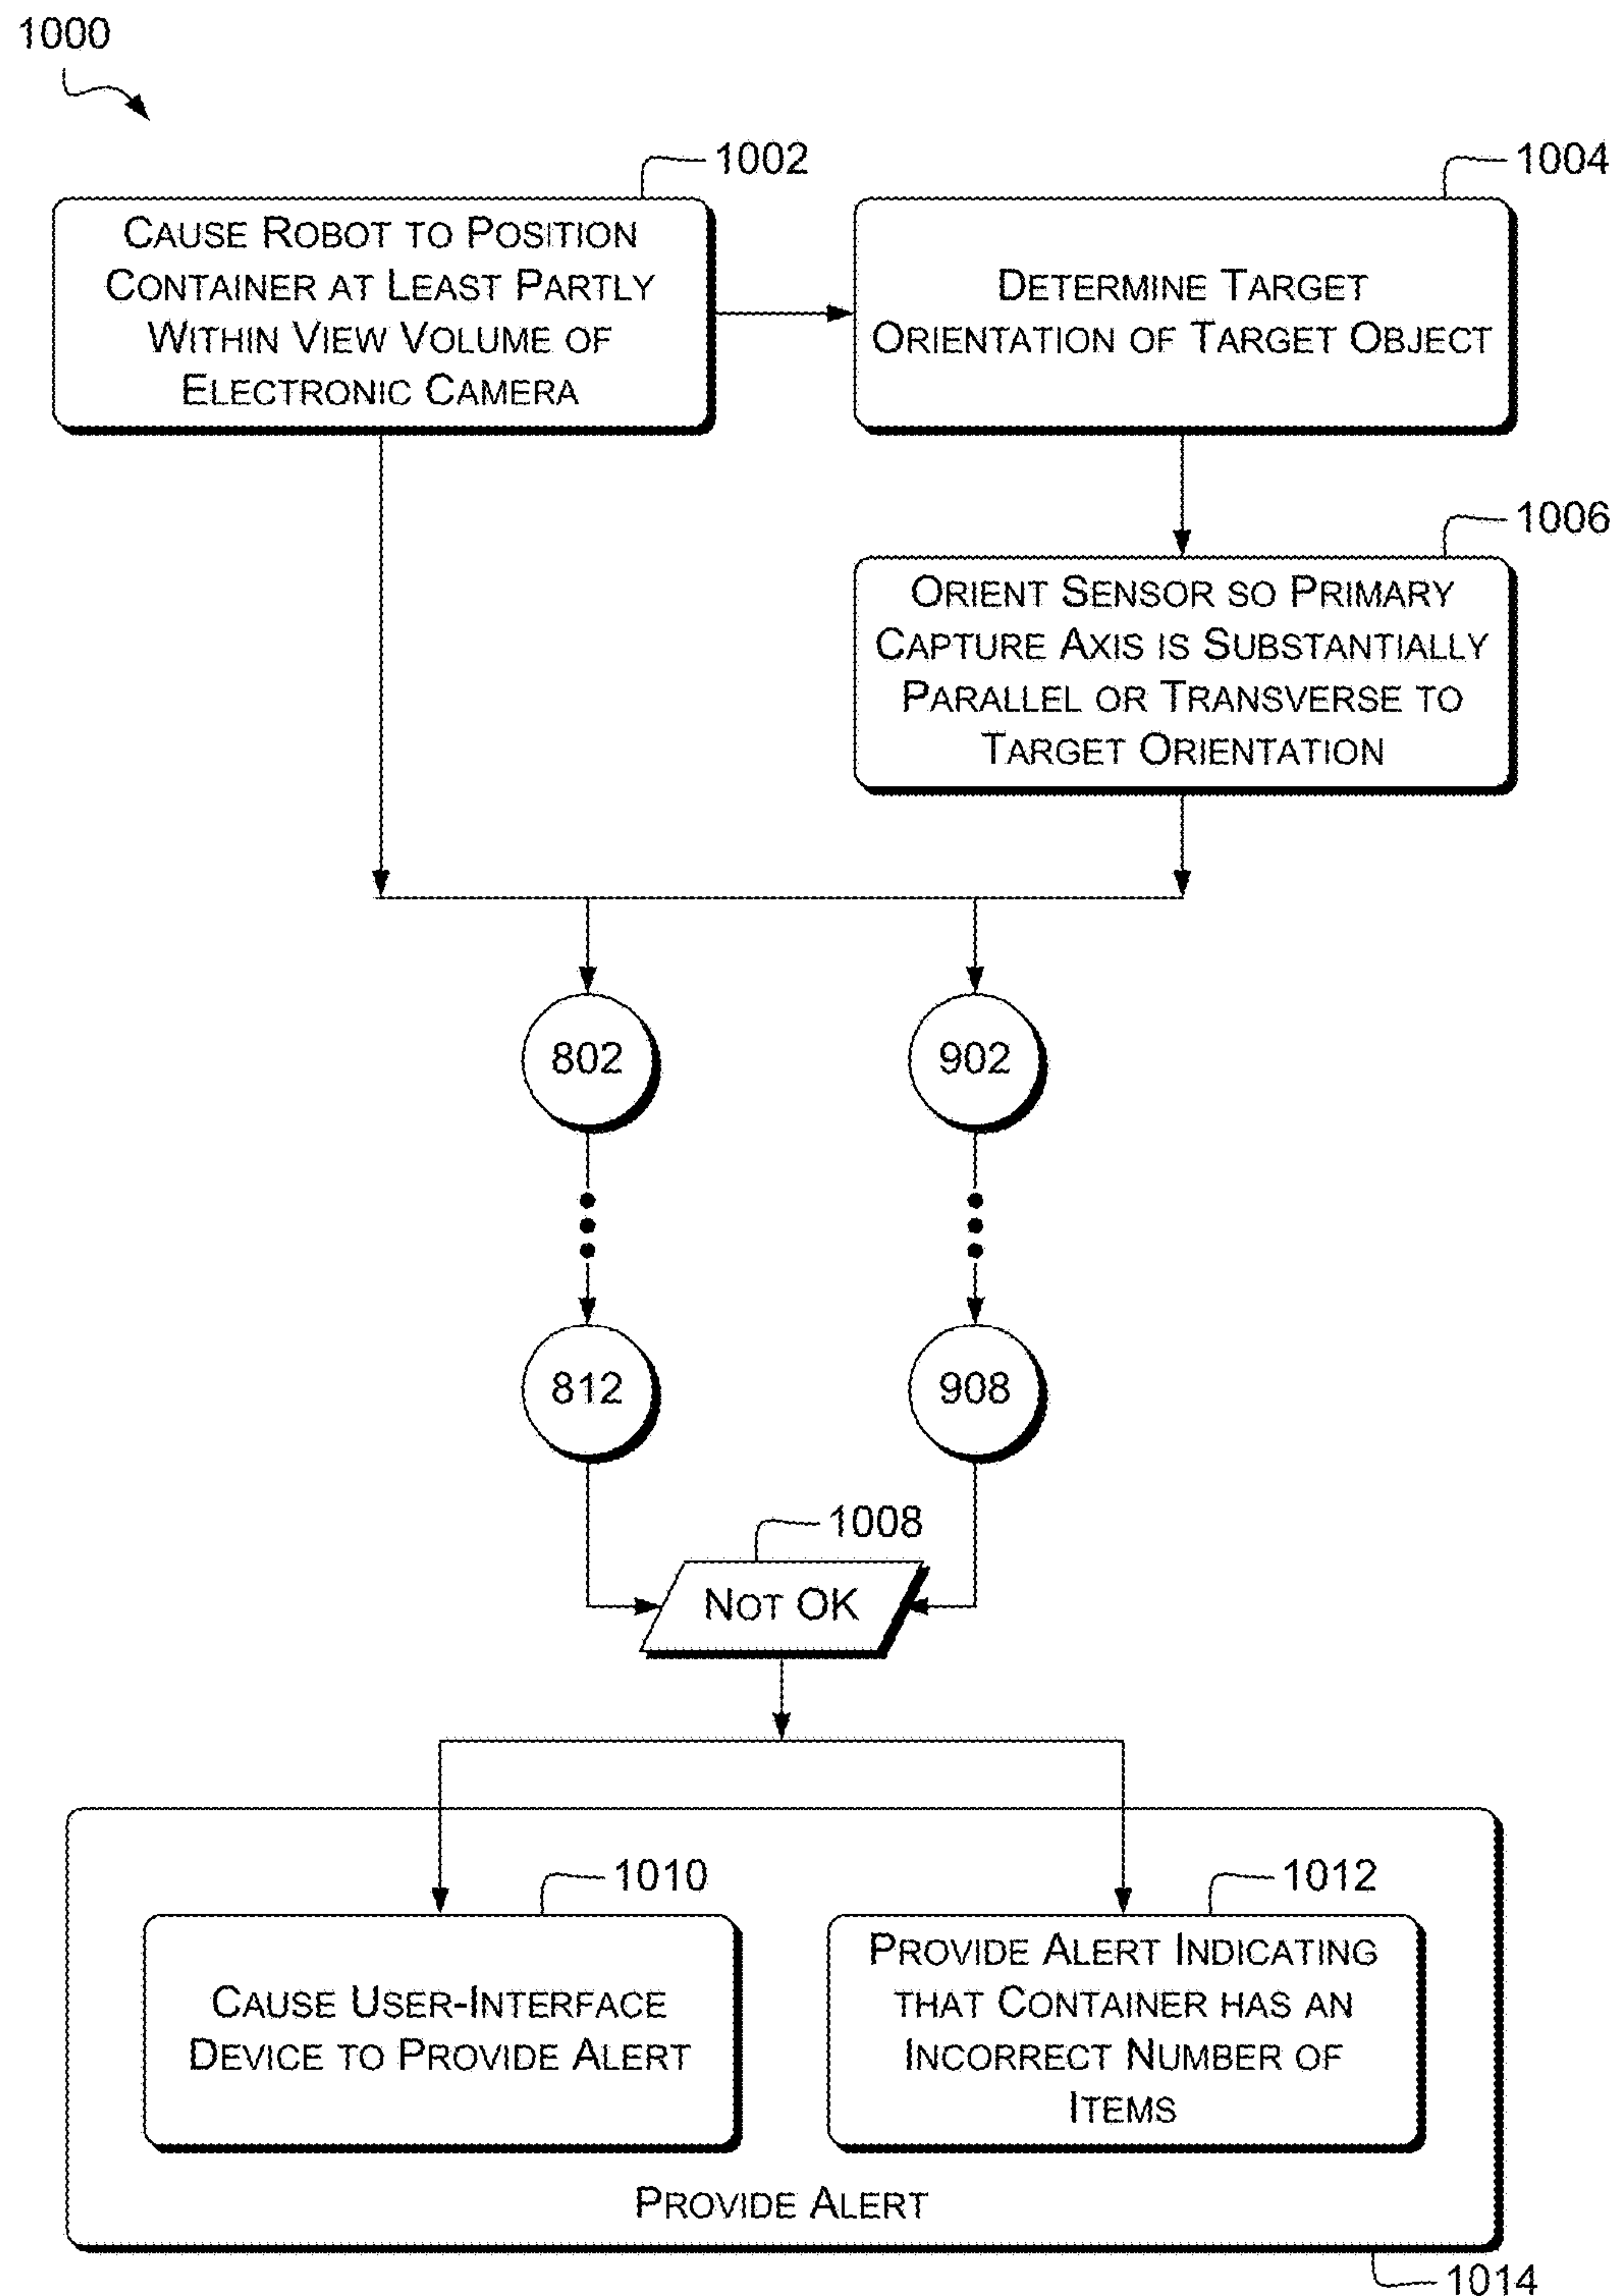 1000
1002
CAUSE ROBOT TO POSITION
CONTAINER AT LEAST PARTLY
WITHIN VIEW VOLUME OF
ELECTRONIC CAMERA
1004
DETERMINE TARGET
ORIENTATION OF TARGET OBJECT
1006
ORIENT SENSOR SO PRIMARY
CAPTURE AXIS IS SUBSTANTIALLY
PARALLEL OR TRANSVERSE TO
TARGET ORIENTATION
802
902
812
908
1008
NOT OK
1010
CAUSE USER-INTERFACE
DEVICE TO PROVIDE ALERT
1012
PROVIDE ALERT INDICATING
THAT CONTAINER HAS AN
INCORRECT NUMBER OF
ITEMS
PROVIDE ALERT
1014